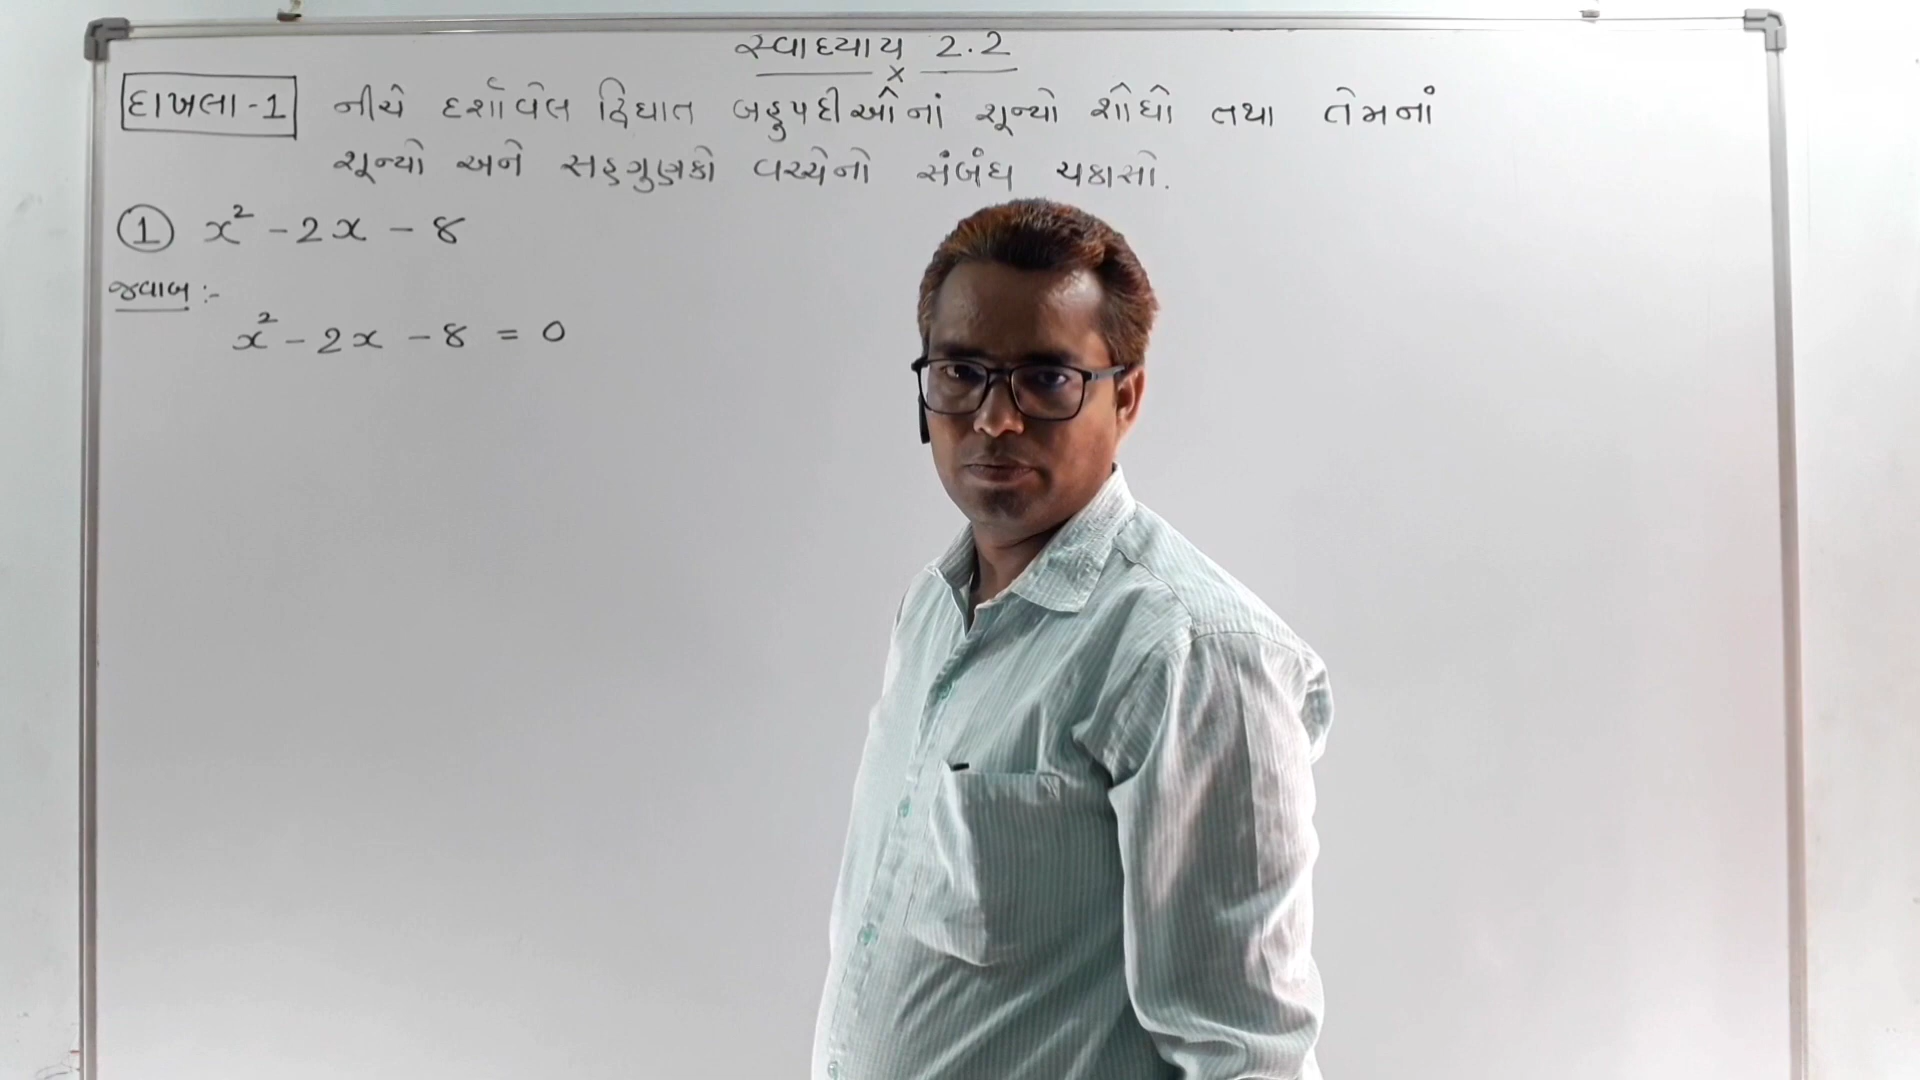 સ્વાધ્યાય 2.2
x
દાખલા-1 નીચે દર્શાવેલ દ્વિઘાત બહુપદીઓનાં શૂન્યો શોધો તથા તેમનાં
શૂન્યો અને સહગુણકો વચ્ચેનો સંબંધ ચકાસો.
① x² - 2x - 8
જવાબ :-
x² - 2x - 8 = 0